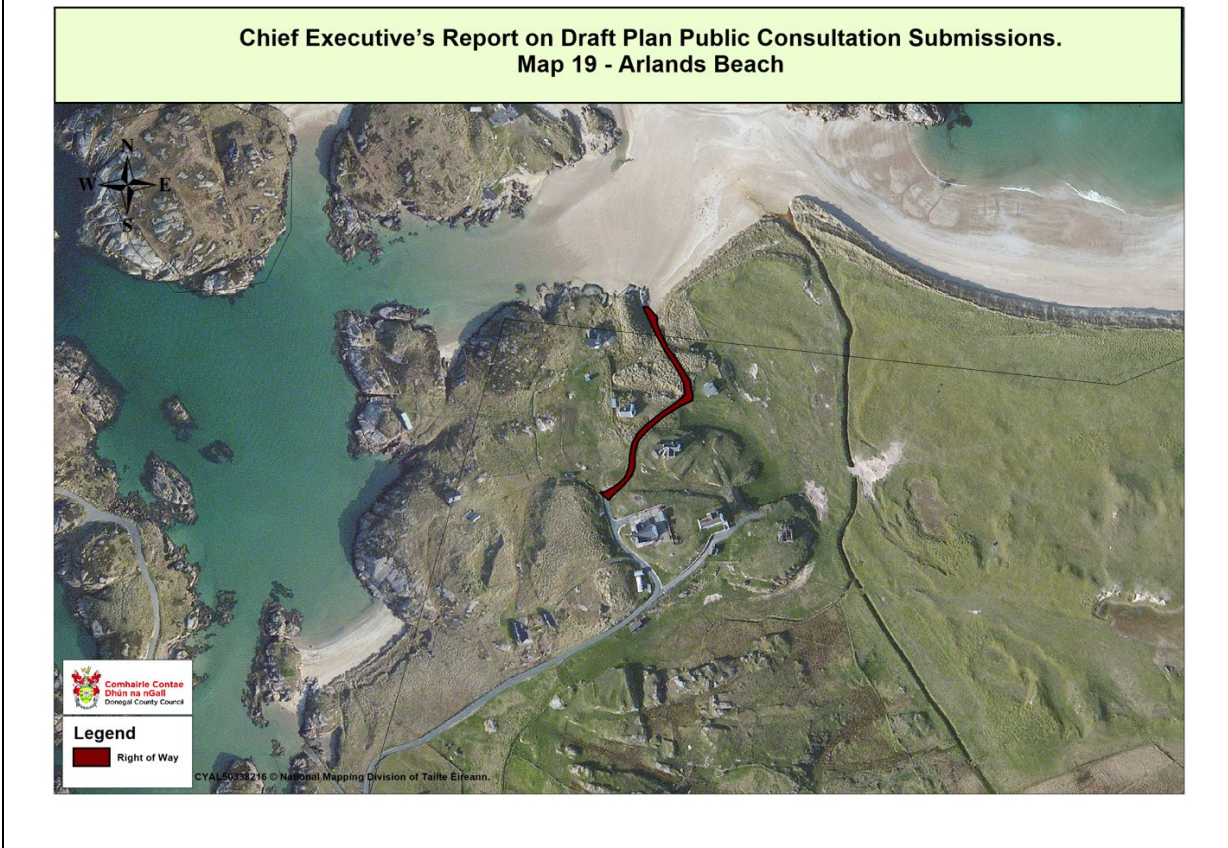 Chief Executive's Report on Draft Plan Public Consultation Submissions.
Map 19 - Arlands Beach
N
W E
S
Comhairle Contae
Dhún na nGall
Donegal County Council
Legend
Right of Way
CYAL50338216 © National Mapping Division of Tailte Éireann.